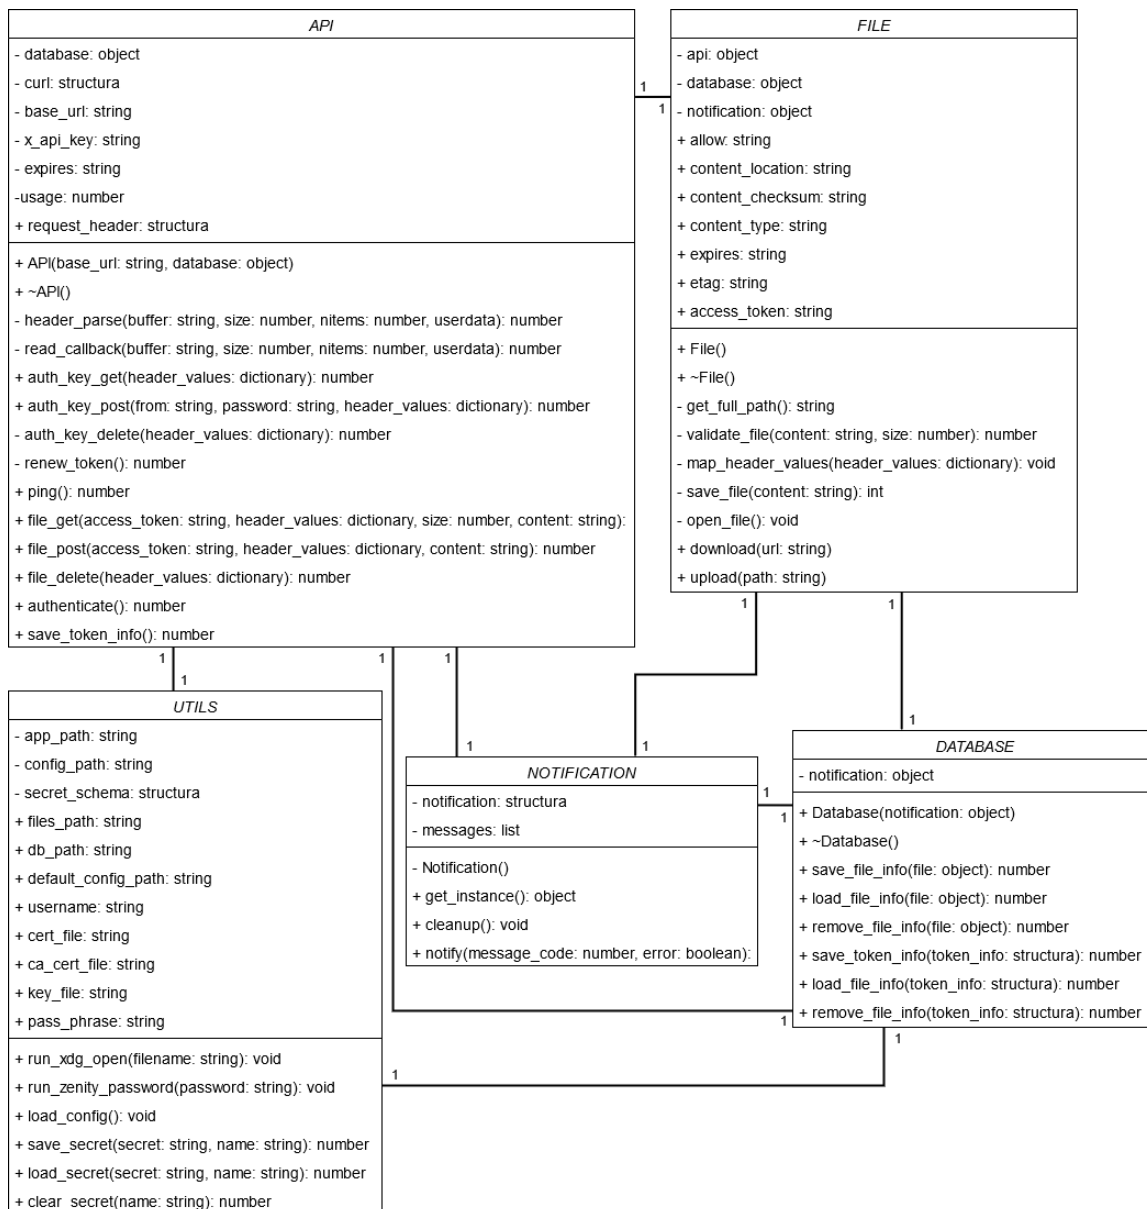 API
- database: object
- curl: structura
- base_url: string
- x_api_key: string
- expires: string
-usage: number
+ request_header: structura
+ API(base_url: string, database: object)
+ ~API()
- header_parse(buffer: string, size: number, nitems: number, userdata): number
- read_callback(buffer: string, size: number, nitems: number, userdata): number
+ auth_key_get(header_values: dictionary): number
+ auth_key_post(from: string, password: string, header_values: dictionary): number
- auth_key_delete(header_values: dictionary): number
- renew_token(): number
+ ping(): number
+ file_get(access_token: string, header_values: dictionary, size: number, content: string):
+ file_post(access_token: string, header_values: dictionary, content: string): number
+ file_delete(header_values: dictionary): number
+ authenticate(): number
+ save_token_info(): number
1
1
FILE
- api: object
- database: object
- notification: object
+ allow: string
+ content_location: string
+ content_checksum: string
+ content_type: string
+ expires: string
+ etag: string
+ access_token: string
+ File()
+ ~File()
- get_full_path(): string
- validate_file(content: string, size: number): number
- map_header_values(header_values: dictionary): void
- save_file(content: string): int
- open_file(): void
+ download(url: string)
+ upload(path: string)
1
1
1
1
1
1
UTILS
- app_path: string
- config_path: string
- secret_schema: structura
+ files_path: string
+ db_path: string
+ default_config_path: string
+ username: string
+ cert_file: string
+ ca_cert_file: string
+ key_file: string
+ pass_phrase: string
+ run_xdg_open(filename: string): void
+ run_zenity_password(password: string): void
+ load_config(): void
+ save_secret(secret: string, name: string): number
+ load_secret(secret: string, name: string): number
+ clear_secret(name: string): number
1
1
1
NOTIFICATION
- notification: structura
- messages: list
- Notification()
+ get_instance(): object
+ cleanup(): void
+ notify(message_code: number, error: boolean):
1
1
DATABASE
- notification: object
+ Database(notification: object)
+ ~Database()
+ save_file_info(file: object): number
+ load_file_info(file: object): number
+ remove_file_info(file: object): number
+ save_token_info(token_info: structura): number
+ load_file_info(token_info: structura): number
+ remove_file_info(token_info: structura): number
1
1
1